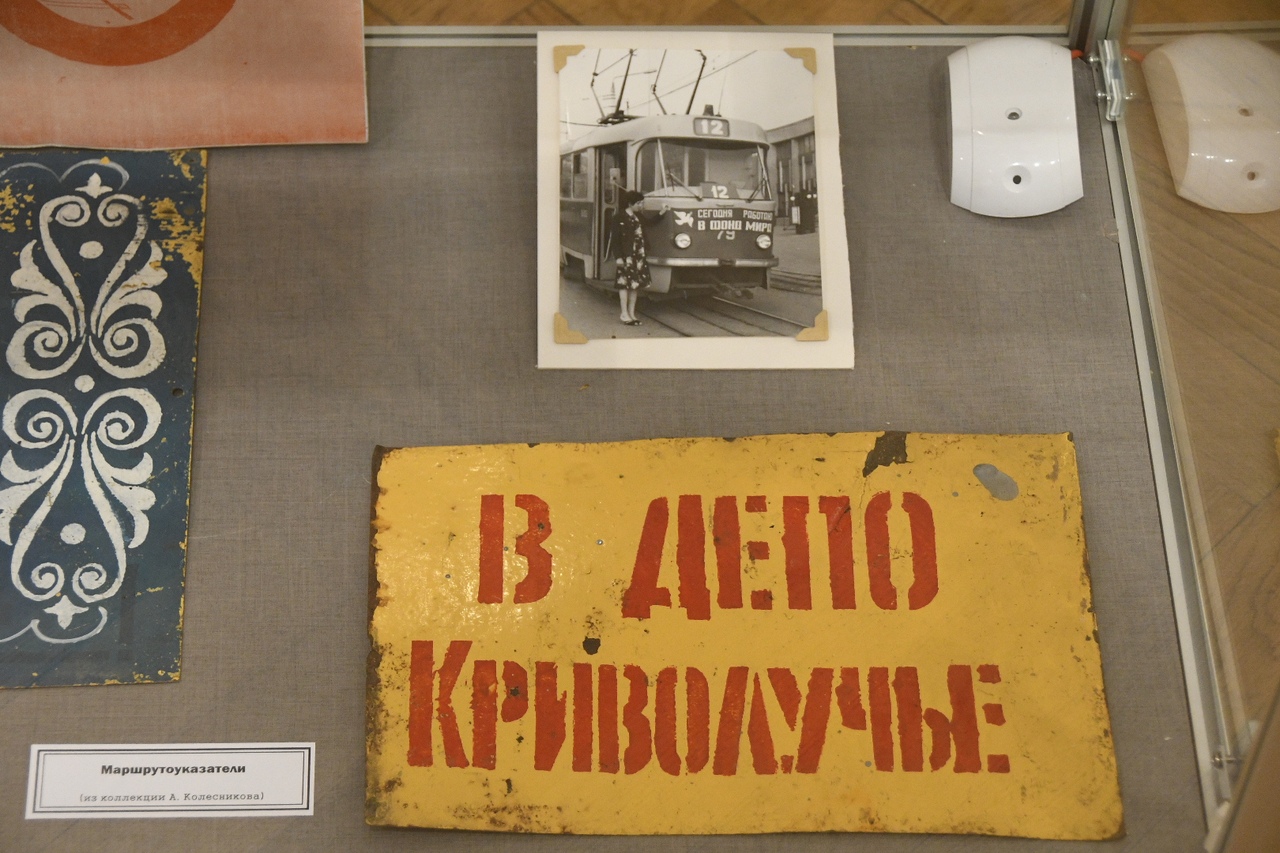 12
12
СЕГОДНЯ РАБОТАЮ
В ФОНД МИРА
79
В ДЕПО
КРИВОЛУЧЬЕ
Маршрутоуказатели
(из коллекции А. Колесникова)